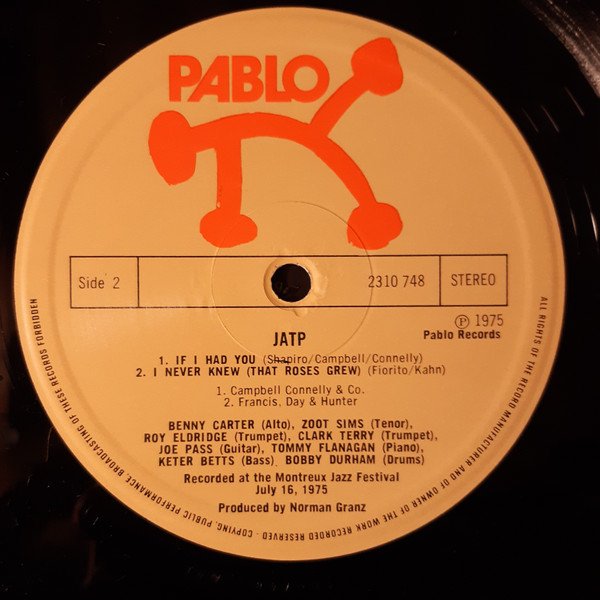 PABLO
Side 2
2310 748
STEREO
℗ 1975
Pablo Records
JATP
1. IF I HAD YOU (Shapiro/Campbell/Connelly)
2. I NEVER KNEW (THAT ROSES GREW) (Fiorito/Kahn)
1. Campbell Connelly & Co.
2. Francis, Day & Hunter
BENNY CARTER (Alto), ZOOT SIMS (Tenor),
ROY ELDRIDGE (Trumpet), CLARK TERRY (Trumpet),
JOE PASS (Guitar), TOMMY FLANAGAN (Piano),
KETER BETTS (Bass) BOBBY DURHAM (Drums)
Recorded at the Montreux Jazz Festival
July 16, 1975
Produced by Norman Granz
ALL RIGHTS OF THE RECORD MANUFACTURER AND OF OWNER OF THE WORK RECORDED RESERVED - COPYING, PUBLIC PERFORMANCE, BROADCASTING OF THESE RECORDS FORBIDDEN